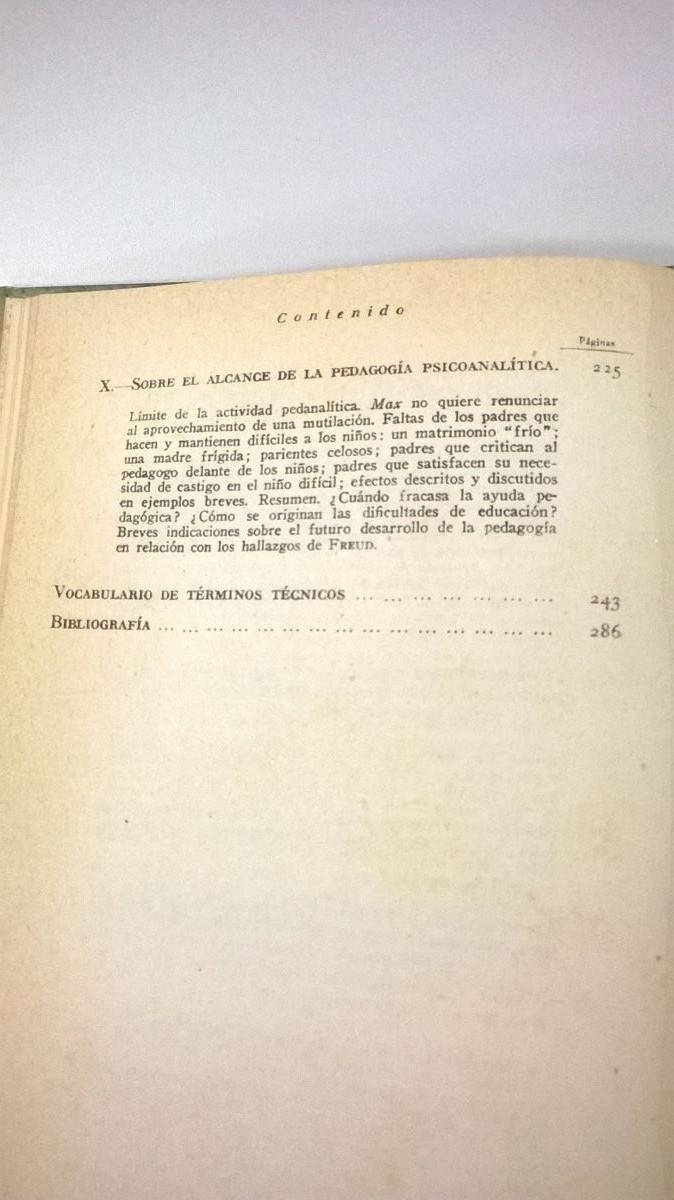 Contenido
Páginas
X.—SOBRE EL ALCANCE DE LA PEDAGOGÍA PSICOANALÍTICA. 225
Límite de la actividad pedanalítica. Max no quiere renunciar
al aprovechamiento de una mutilación. Faltas de los padres que
hacen y mantienen difíciles a los niños: un matrimonio "frío";
una madre frígida; parientes celosos; padres que critican al
pedagogo delante de los niños; padres que satisfacen su nece-
sidad de castigo en el niño difícil; efectos descritos y discutidos
en ejemplos breves. Resumen. ¿Cuándo fracasa la ayuda pe-
dagógica? ¿Cómo se originan las dificultades de educación?
Breves indicaciones sobre el futuro desarrollo de la pedagogía
en relación con los hallazgos de FREUD.
VOCABULARIO DE TÉRMINOS TÉCNICOS ... ... ... ... ... ... ... 243
BIBLIOGRAFÍA ... ... ... ... ... ... ... ... ... ... ... ... ... ... ... ... 286